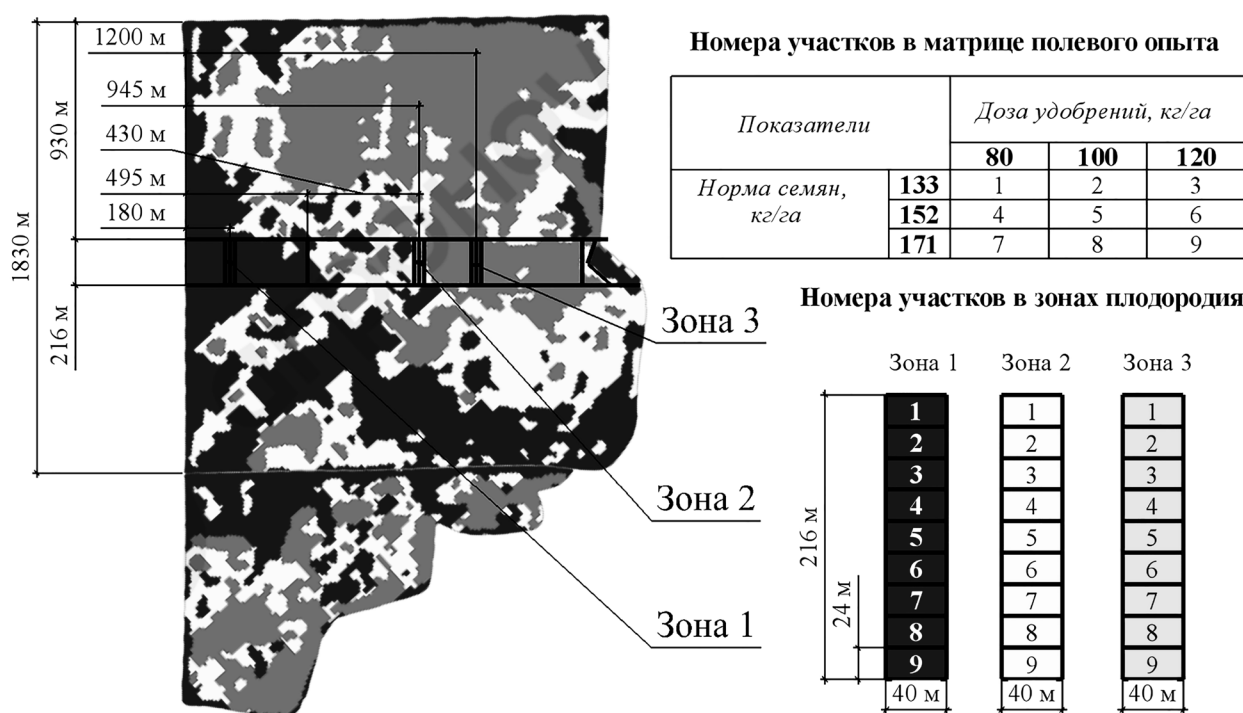 1200 м
945 м
430 м
495 м
180 м
930 м
1830 м
216 м
Зона 3
Зона 2
Зона 1
Номера участков в матрице полевого опыта
Показатели
Доза удобрений, кг/га
80 100 120
Норма семян,
кг/га
133 1 2 3
152 4 5 6
171 7 8 9
Номера участков в зонах плодородия
Зона 1 Зона 2 Зона 3
1 1 1
2 2 2
3 3 3
4 4 4
5 5 5
6 6 6
7 7 7
8 8 8
9 9 9
216 м
24 м
40 м 40 м 40 м